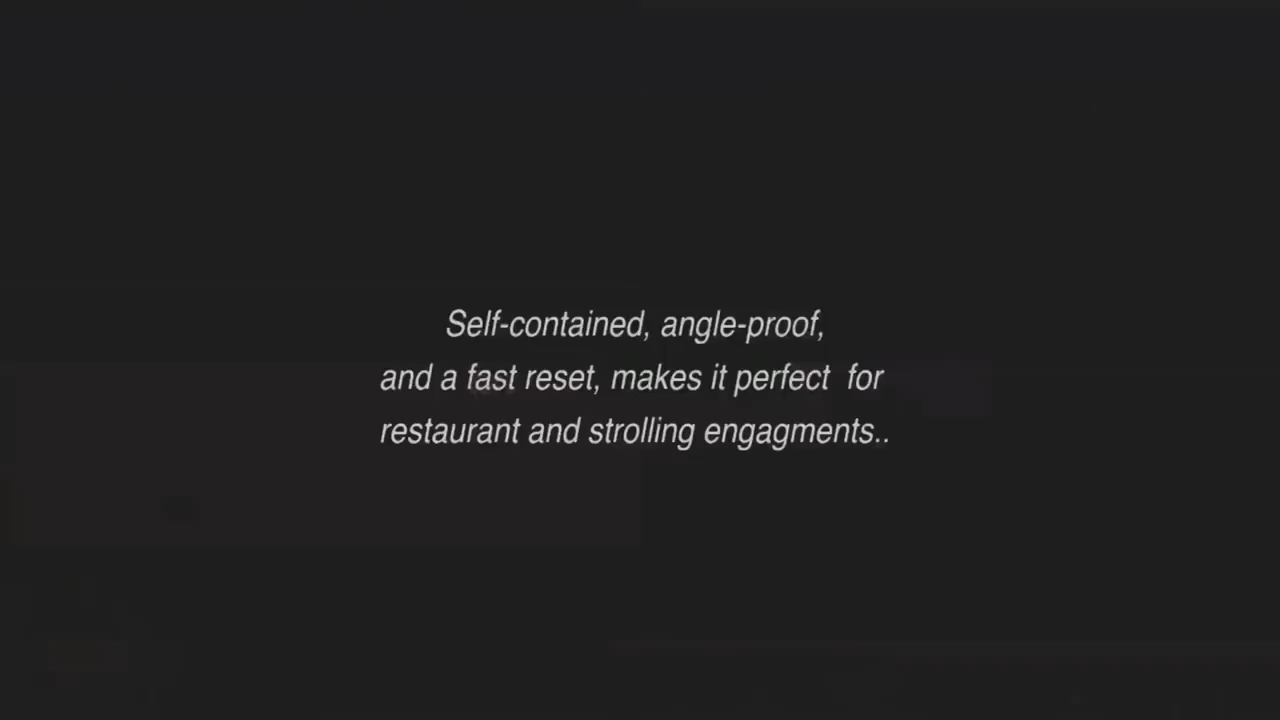 Self-contained, angle-proof,
and a fast reset, makes it perfect  for
restaurant and strolling engagments..